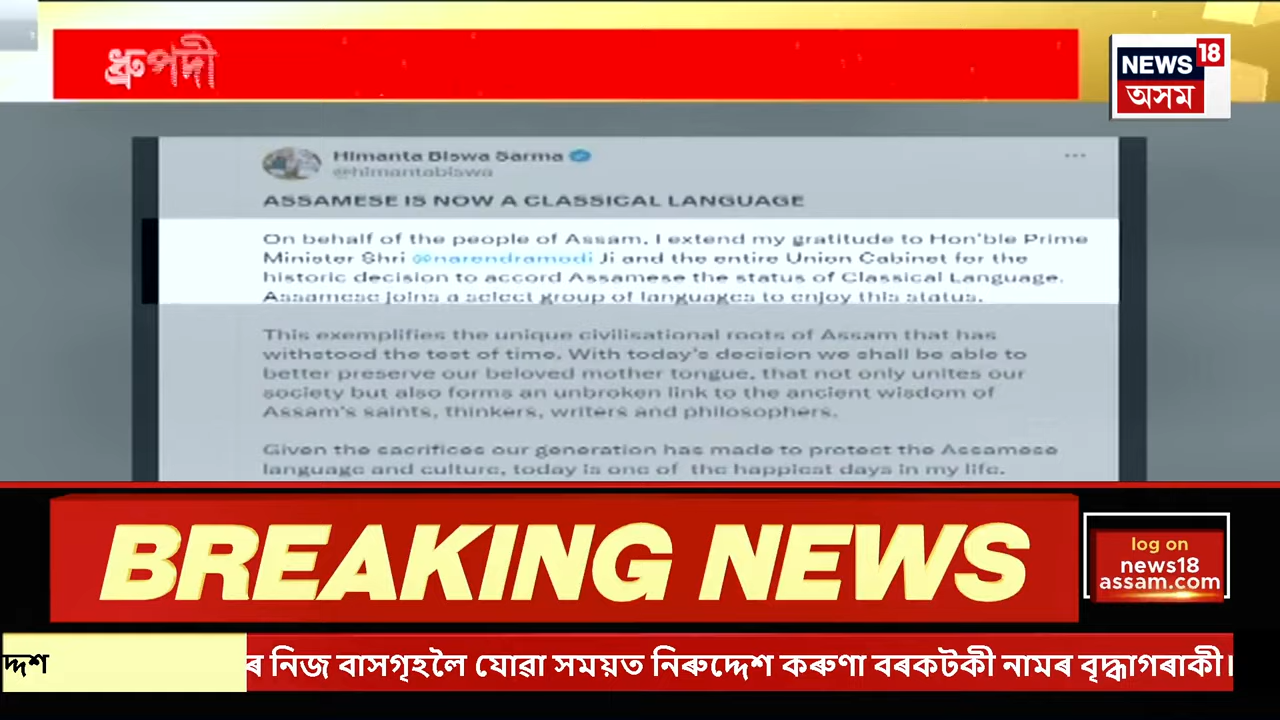 ধ্ৰুপদী
NEWS 18
অসম
Himanta Biswa Sarma
@himantabiswa
ASSAMESE IS NOW A CLASSICAL LANGUAGE
On behalf of the people of Assam, I extend my gratitude to Hon'ble Prime
Minister Shri @narendramodi Ji and the entire Union Cabinet for the
historic decision to accord Assamese the status of Classical Language.
Assamese joins a select group of languages to enjoy this status.
This exemplifies the unique civilisational roots of Assam that has
withstood the test of time. With today's decision we shall be able to
better preserve our beloved mother tongue, that not only unites our
society but also forms an unbroken link to the ancient wisdom of
Assam's saints, thinkers, writers and philosophers.
Given the sacrifices our generation has made to protect the Assamese
language and culture, today is one of the happiest days in my life.
BREAKING NEWS
log on
news18
assam.com
দ্দেশ
ৰ নিজ বাসগৃহলৈ যোৱা সময়ত নিৰুদ্দেশ কৰুণা বৰকটকী নামৰ বৃদ্ধাগৰাকী।